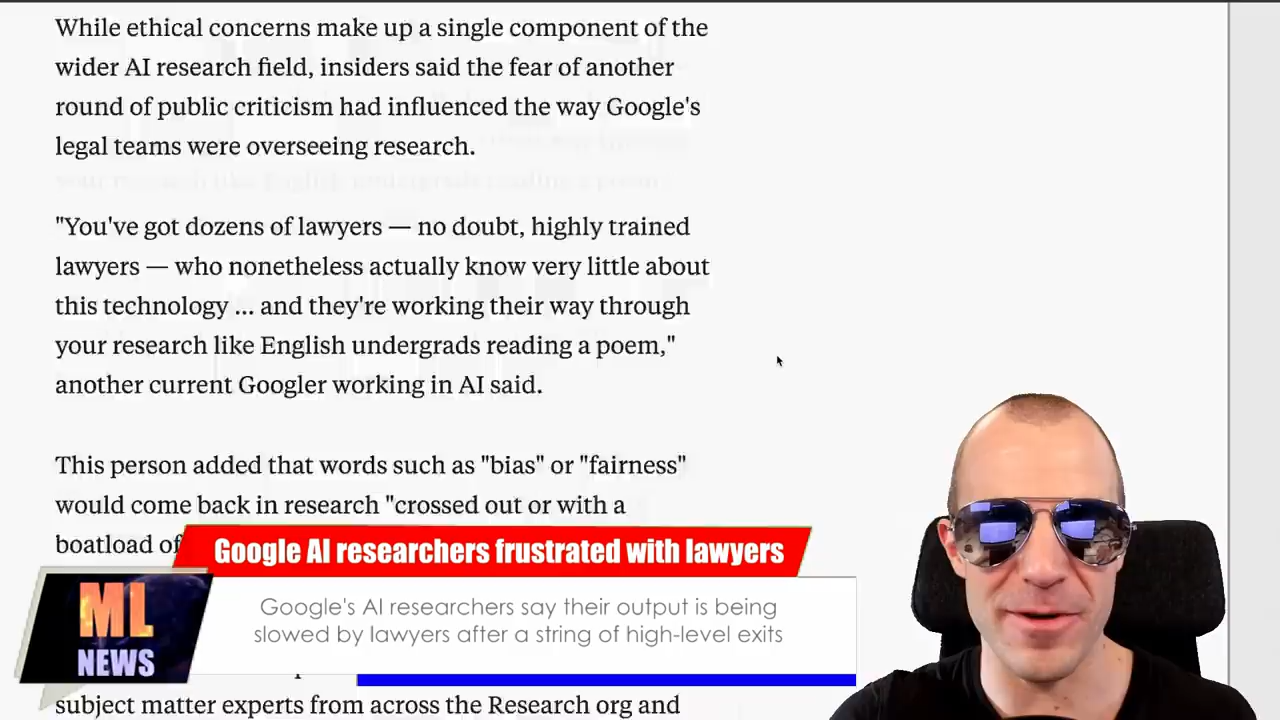 While ethical concerns make up a single component of the
wider AI research field, insiders said the fear of another
round of public criticism had influenced the way Google's
legal teams were overseeing research.
"You've got dozens of lawyers — no doubt, highly trained
lawyers — who nonetheless actually know very little about
this technology ... and they're working their way through
your research like English undergrads reading a poem,"
another current Googler working in AI said.
This person added that words such as "bias" or "fairness"
would come back in research "crossed out or with a
boatload of
Google AI researchers frustrated with lawyers
ML
NEWS
Google's AI researchers say their output is being
slowed by lawyers after a string of high-level exits
subject matter experts from across the Research org and